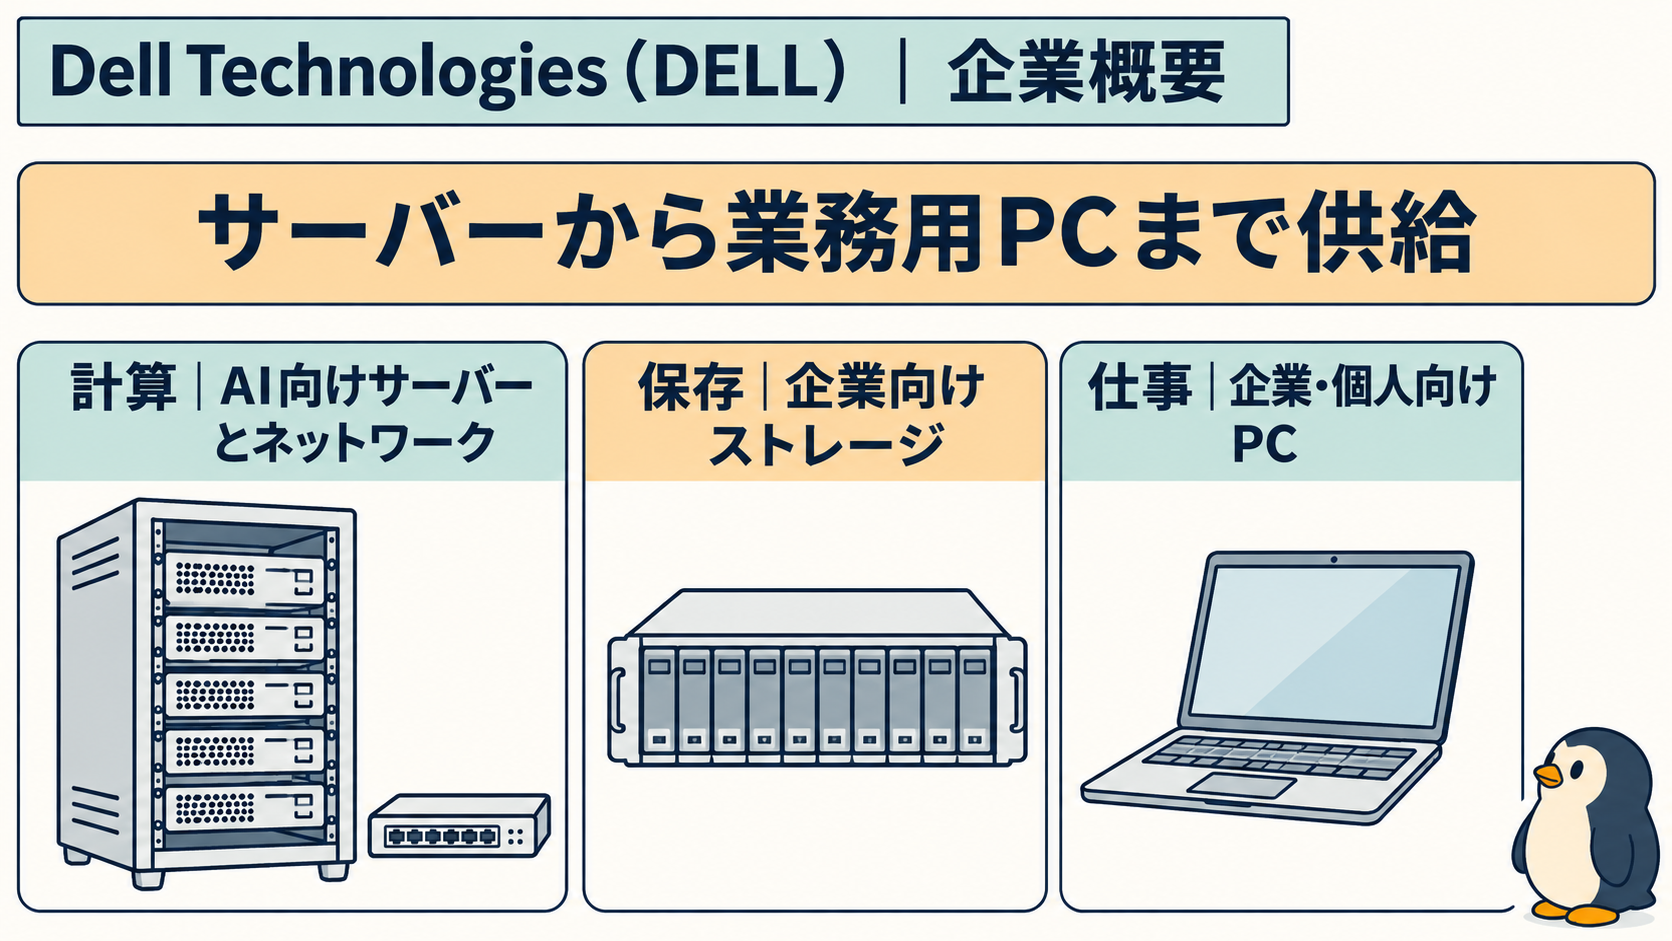 Dell Technologies（DELL）｜企業概要
サーバーから業務用PCまで供給
計算｜AI向けサーバー
とネットワーク
保存｜企業向け
ストレージ
仕事｜企業・個人向け
PC